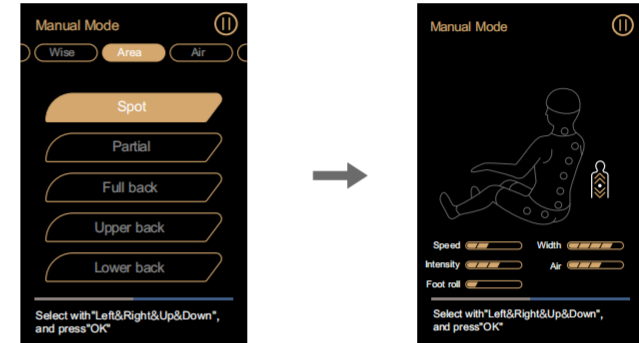 Manual Mode
Wise
Area
Air
Spot
Partial
Full back
Upper back
Lower back
Select with"Left&Right&Up&Down",
and press"OK"
Manual Mode
Speed
Width
Intensity
Air
Foot roll
Select with"Left&Right&Up&Down",
and press"OK"